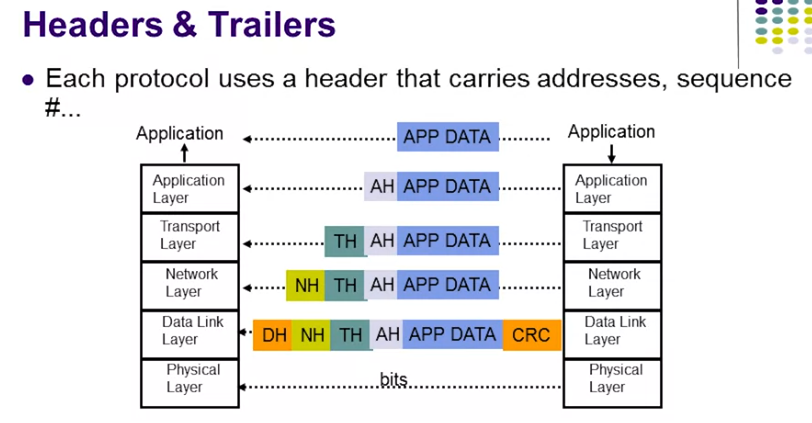 Headers & Trailers
Each protocol uses a header that carries addresses, sequence
#...
Application
APP DATA
Application
Application
Layer
AH APP DATA
Application
Layer
Transport
Layer
TH AH APP DATA
Transport
Layer
Network
Layer
NH TH AH APP DATA
Network
Layer
Data Link
Layer
DH NH TH AH APP DATA CRC
Data Link
Layer
Physical
Layer
bits
Physical
Layer